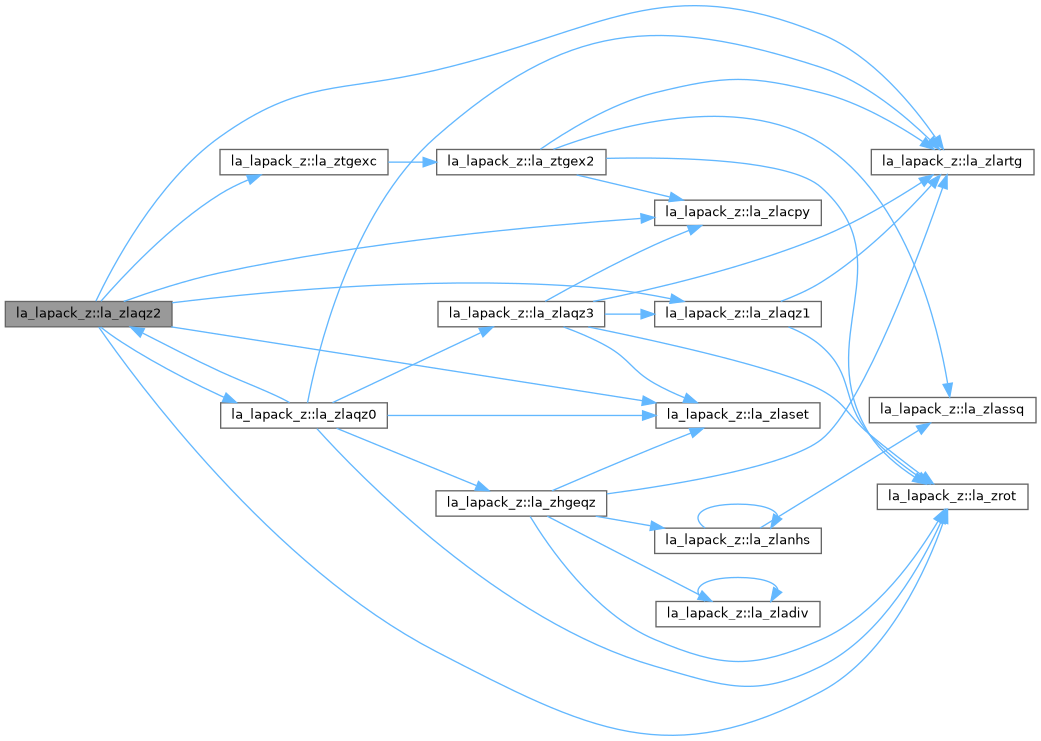 la_lapack_z::la_zlaqz2
la_lapack_z::la_ztgexc
la_lapack_z::la_zlaqz0
la_lapack_z::la_ztgex2
la_lapack_z::la_zlaqz3
la_lapack_z::la_zhgeqz
la_lapack_z::la_zlacpy
la_lapack_z::la_zlaqz1
la_lapack_z::la_zlaset
la_lapack_z::la_zlanhs
la_lapack_z::la_zladiv
la_lapack_z::la_zlartg
la_lapack_z::la_zlassq
la_lapack_z::la_zrot